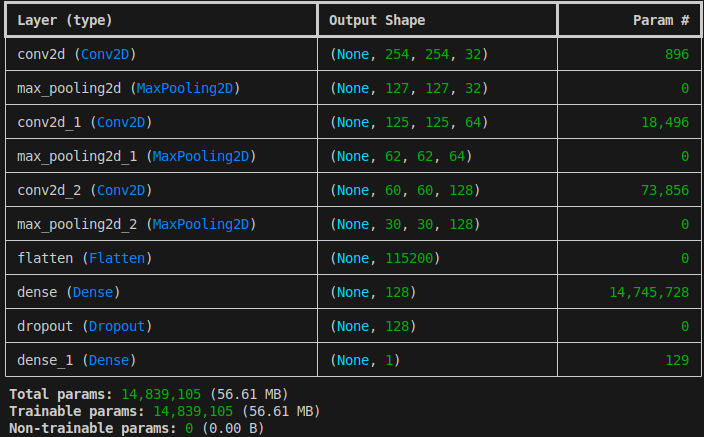 Layer (type) Output Shape Param #
conv2d (Conv2D) (None, 254, 254, 32) 896
max_pooling2d (MaxPooling2D) (None, 127, 127, 32) 0
conv2d_1 (Conv2D) (None, 125, 125, 64) 18,496
max_pooling2d_1 (MaxPooling2D) (None, 62, 62, 64) 0
conv2d_2 (Conv2D) (None, 60, 60, 128) 73,856
max_pooling2d_2 (MaxPooling2D) (None, 30, 30, 128) 0
flatten (Flatten) (None, 115200) 0
dense (Dense) (None, 128) 14,745,728
dropout (Dropout) (None, 128) 0
dense_1 (Dense) (None, 1) 129
Total params: 14,839,105 (56.61 MB)
Trainable params: 14,839,105 (56.61 MB)
Non-trainable params: 0 (0.00 B)